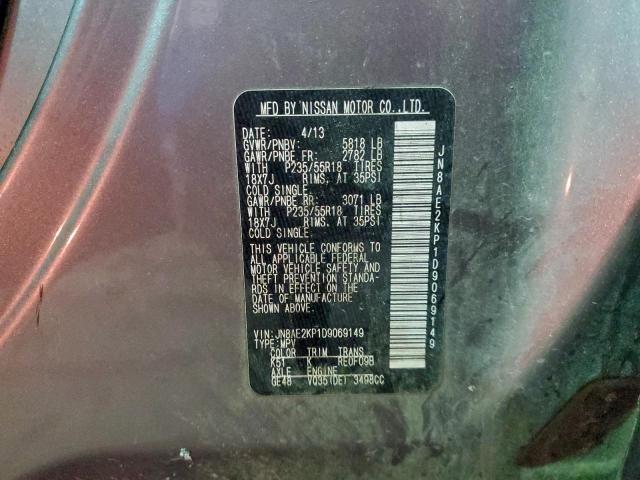 MFD BY NISSAN MOTOR CO.,LTD.
DATE: 4/13
GVWR/PNBV: 5818 LB
GAWR/PNBE FR: 2782 LB
WITH P235/55R18 TIRES
18X7J RIMS, AT 35PSI
COLD SINGLE
GAWR/PNBE RR: 3071 LB
WITH P235/55R18 TIRES
18X7J RIMS, AT 35PSI
COLD SINGLE
THIS VEHICLE CONFORMS TO
ALL APPLICABLE FEDERAL
MOTOR VEHICLE SAFETY AND
THEFT PREVENTION STANDA-
RDS IN EFFECT ON THE
DATE OF MANUFACTURE
SHOWN ABOVE.
VIN: JN8AE2KP1D9069149
TYPE: MPV
COLOR TRIM TRANS
K51 K RE0F09B
AXLE ENGINE
GE48 VQ35(DE) 3498CC
JN8AE2KP1D9069149